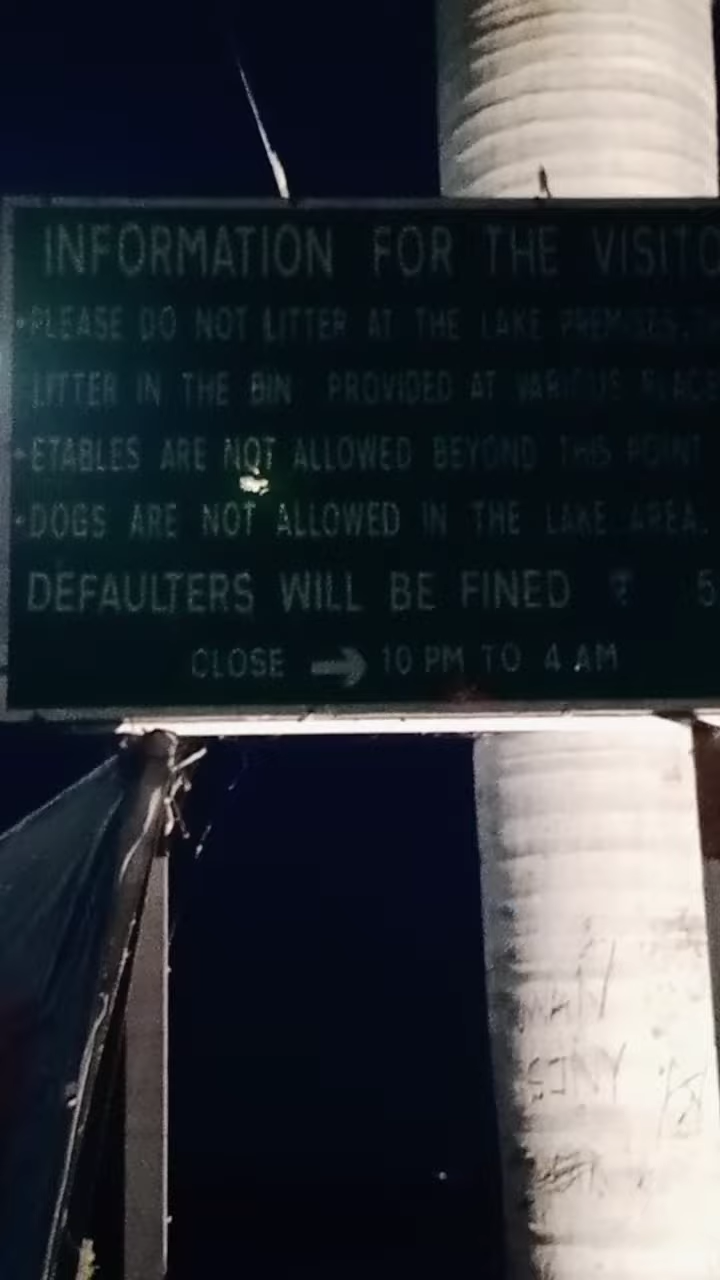 INFORMATION FOR THE VISITO
•PLEASE DO NOT LITTER AT THE LAKE PREMISES.
LITTER IN THE BIN PROVIDED AT VARIOUS PLACE
•ETABLES ARE NOT ALLOWED BEYOND THIS POINT
•DOGS ARE NOT ALLOWED IN THE LAKE AREA.
DEFAULTERS WILL BE FINED ₹ 5
CLOSE → 10 PM TO 4 AM